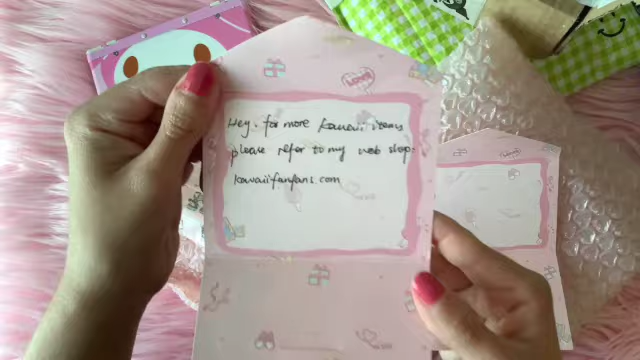 Hey. for more kawaii items
please refer to my web shop.
kawaiifanfans.com